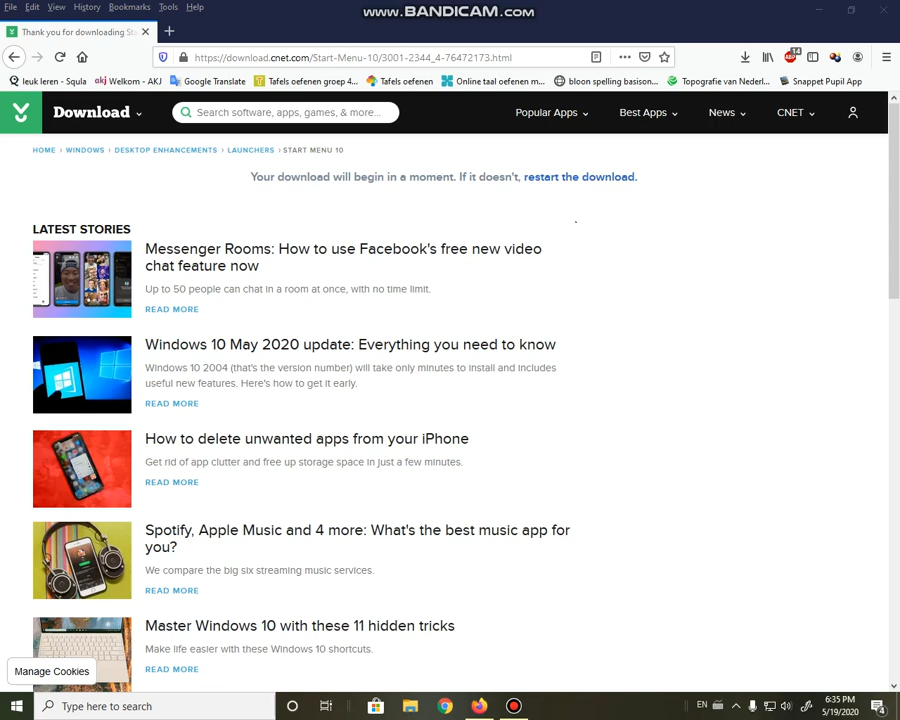 File Edit View History Bookmarks Tools Help
www.BANDICAM.com
Thank you for downloading Sta
https://download.cnet.com/Start-Menu-10/3001-2344_4-76472173.html
14
leuk leren - Squla akj Welkom - AKJ Google Translate Tafels oefenen groep 4... Tafels oefenen Online taal oefenen m... bloon spelling basison... Topografie van Nederl... Snappet Pupil App
Download Search software, apps, games, & more... Popular Apps Best Apps News CNET
HOME › WINDOWS › DESKTOP ENHANCEMENTS › LAUNCHERS › START MENU 10
Your download will begin in a moment. If it doesn't, restart the download.
LATEST STORIES
Messenger Rooms: How to use Facebook's free new video
chat feature now
Up to 50 people can chat in a room at once, with no time limit.
READ MORE
Windows 10 May 2020 update: Everything you need to know
Windows 10 2004 (that's the version number) will take only minutes to install and includes
useful new features. Here's how to get it early.
READ MORE
How to delete unwanted apps from your iPhone
Get rid of app clutter and free up storage space in just a few minutes.
READ MORE
Spotify, Apple Music and 4 more: What's the best music app for
you?
We compare the big six streaming music services.
READ MORE
Master Windows 10 with these 11 hidden tricks
Make life easier with these Windows 10 shortcuts.
READ MORE
Manage Cookies
Type here to search
EN
6:35 PM
5/19/2020
4